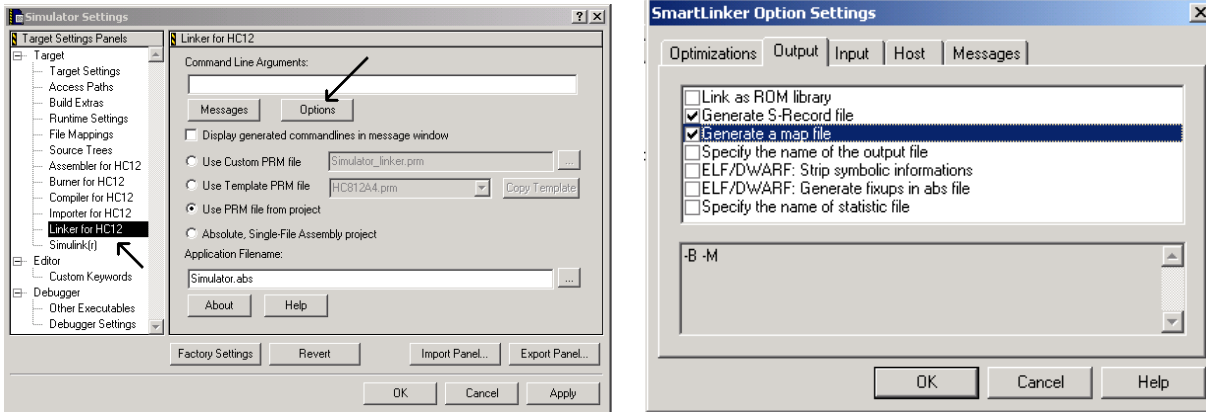 Simulator Settings
Target Settings Panels
Target
Target Settings
Access Paths
Build Extras
Runtime Settings
File Mappings
Source Trees
Assembler for HC12
Burner for HC12
Compiler for HC12
Importer for HC12
Linker for HC12
Simulink(r)
Editor
Custom Keywords
Debugger
Other Executables
Debugger Settings
Linker for HC12
Command Line Arguments:
Messages
Options
Display generated commandlines in message window
Use Custom PRM file
Simulator_linker.prm
...
Use Template PRM file
HC812A4.prm
Copy Template
Use PRM file from project
Absolute, Single-File Assembly project
Application Filename:
Simulator.abs
...
About
Help
Factory Settings
Revert
Import Panel...
Export Panel...
OK
Cancel
Apply
SmartLinker Option Settings
Optimizations
Output
Input
Host
Messages
Link as ROM library
Generate S-Record file
Generate a map file
Specify the name of the output file
ELF/DWARF: Strip symbolic informations
ELF/DWARF: Generate fixups in abs file
Specify the name of statistic file
-B -M
OK
Cancel
Help